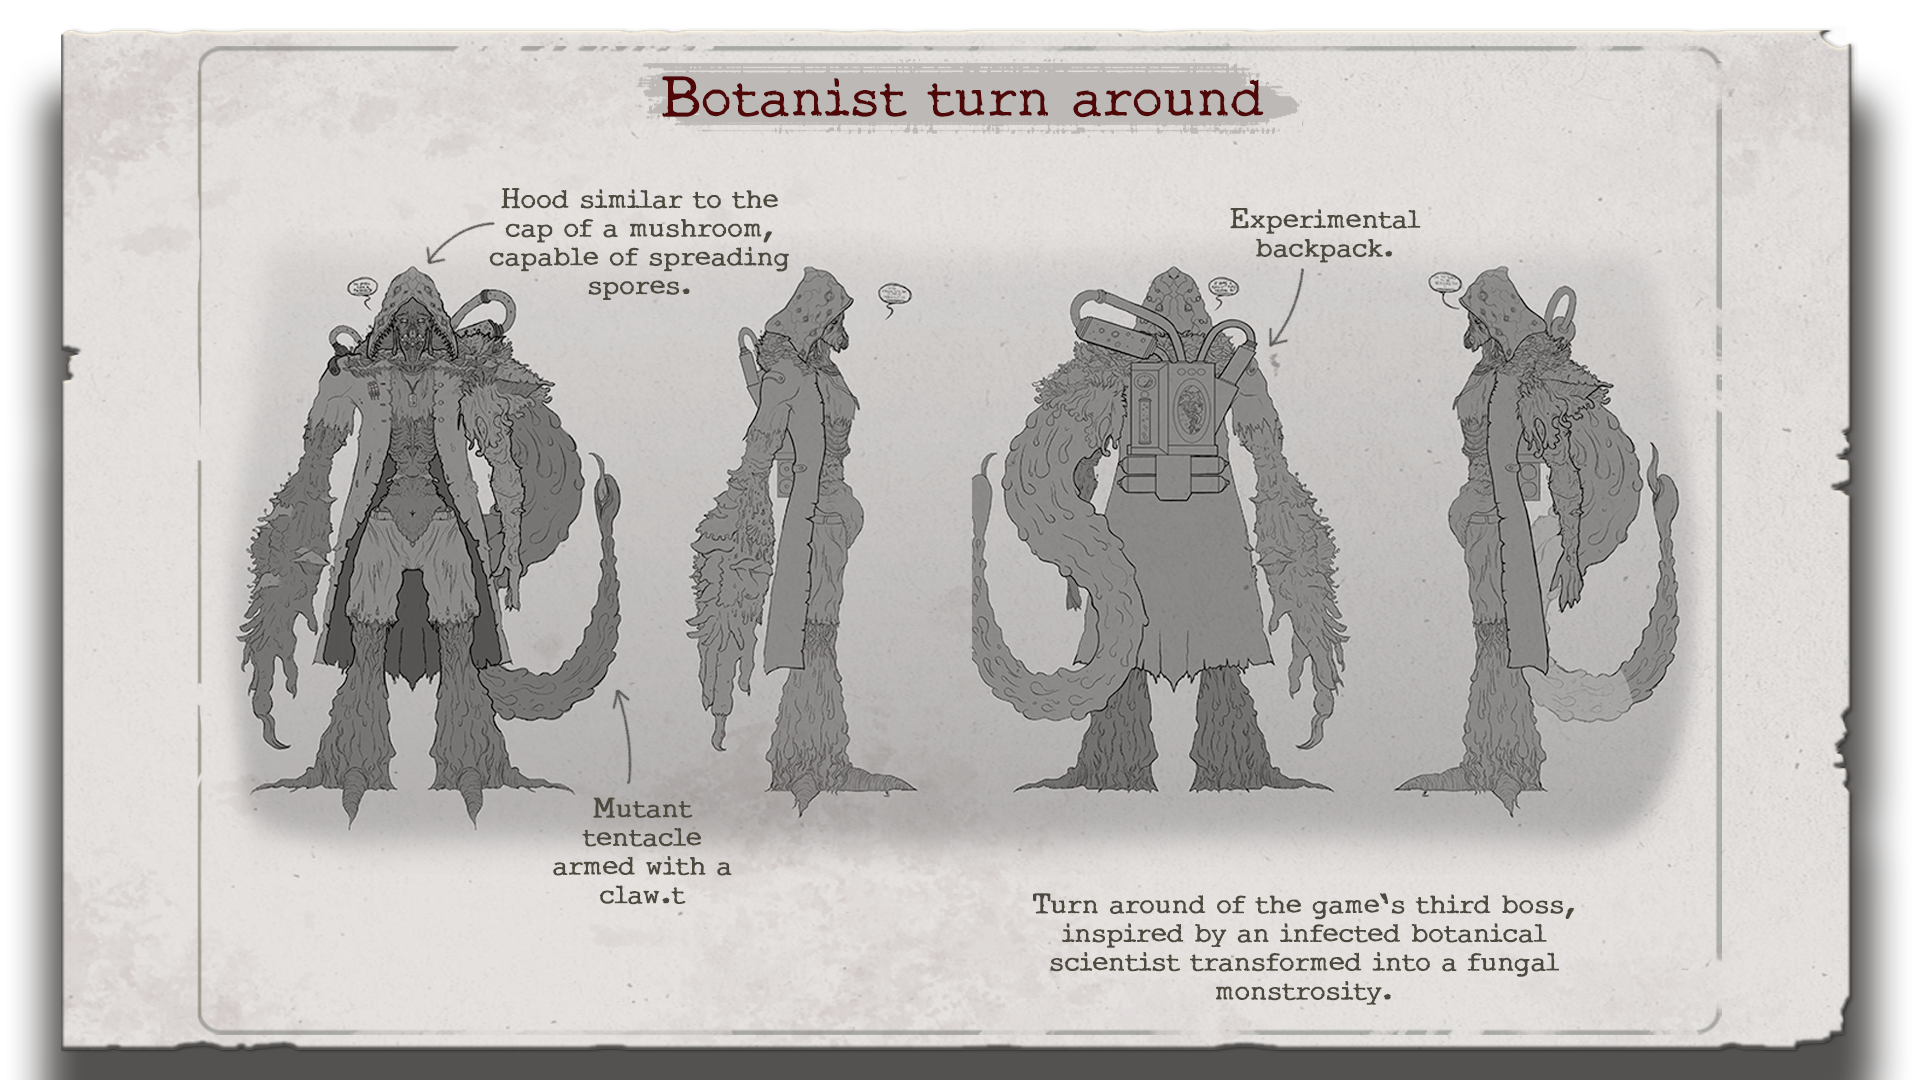 Botanist turn around
Hood similar to the
cap of a mushroom,
capable of spreading
spores.
Experimental
backpack.
Mutant
tentacle
armed with a
claw.t
Turn around of the game's third boss,
inspired by an infected botanical
scientist transformed into a fungal
monstrosity.